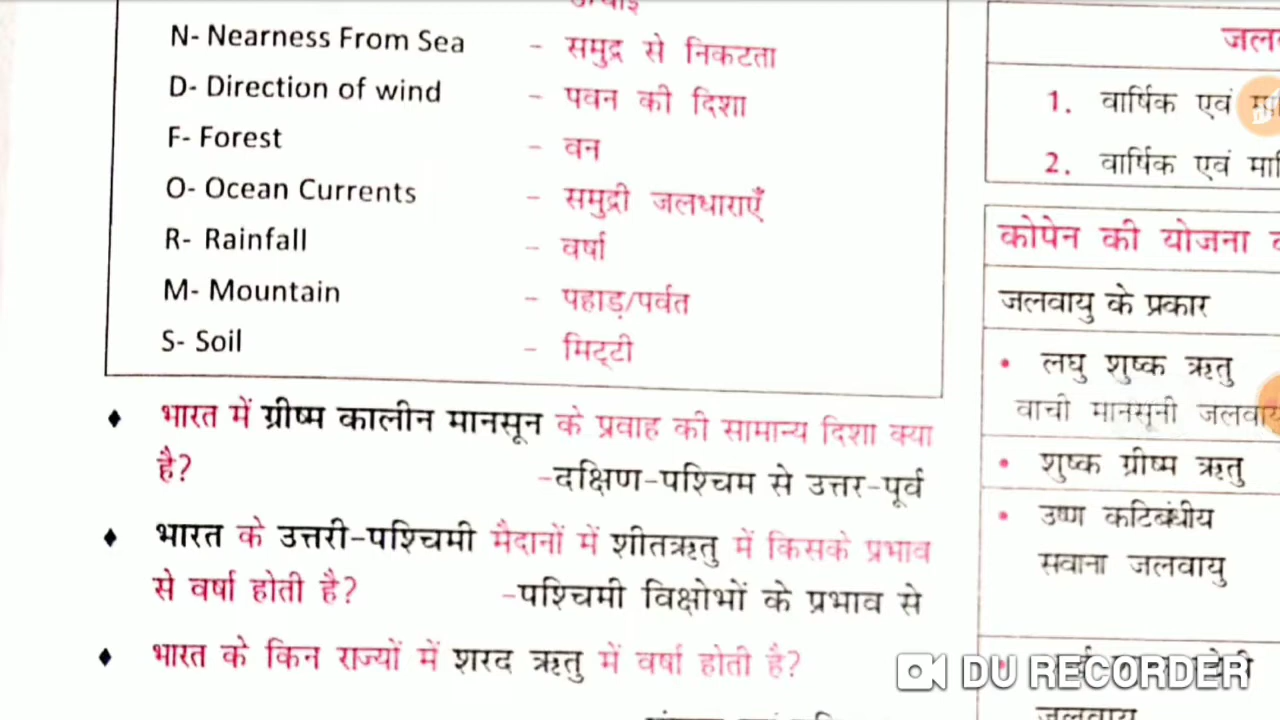 N- Nearness From Sea - समुद्र से निकटता
D- Direction of wind - पवन की दिशा
F- Forest - वन
O- Ocean Currents - समुद्री जलधाराएँ
R- Rainfall - वर्षा
M- Mountain - पहाड़/पर्वत
S- Soil - मिट्टी
♦ भारत में ग्रीष्म कालीन मानसून के प्रवाह की सामान्य दिशा क्या
है? -दक्षिण-पश्चिम से उत्तर-पूर्व
♦ भारत के उत्तरी-पश्चिमी मैदानों में शीतऋतु में किसके प्रभाव
से वर्षा होती है? -पश्चिमी विक्षोभों के प्रभाव से
♦ भारत के किन राज्यों में शरद ऋतु में वर्षा होती है?
1. वार्षिक एवं
2. वार्षिक एवं
कोपेन की योजना
जलवायु के प्रकार
• लघु शुष्क ऋतु
वाची मानसूनी
• शुष्क ग्रीष्म ऋतु
• उष्ण कटिबंधीय
सवाना जलवायु
जलवायु
DU RECORDER